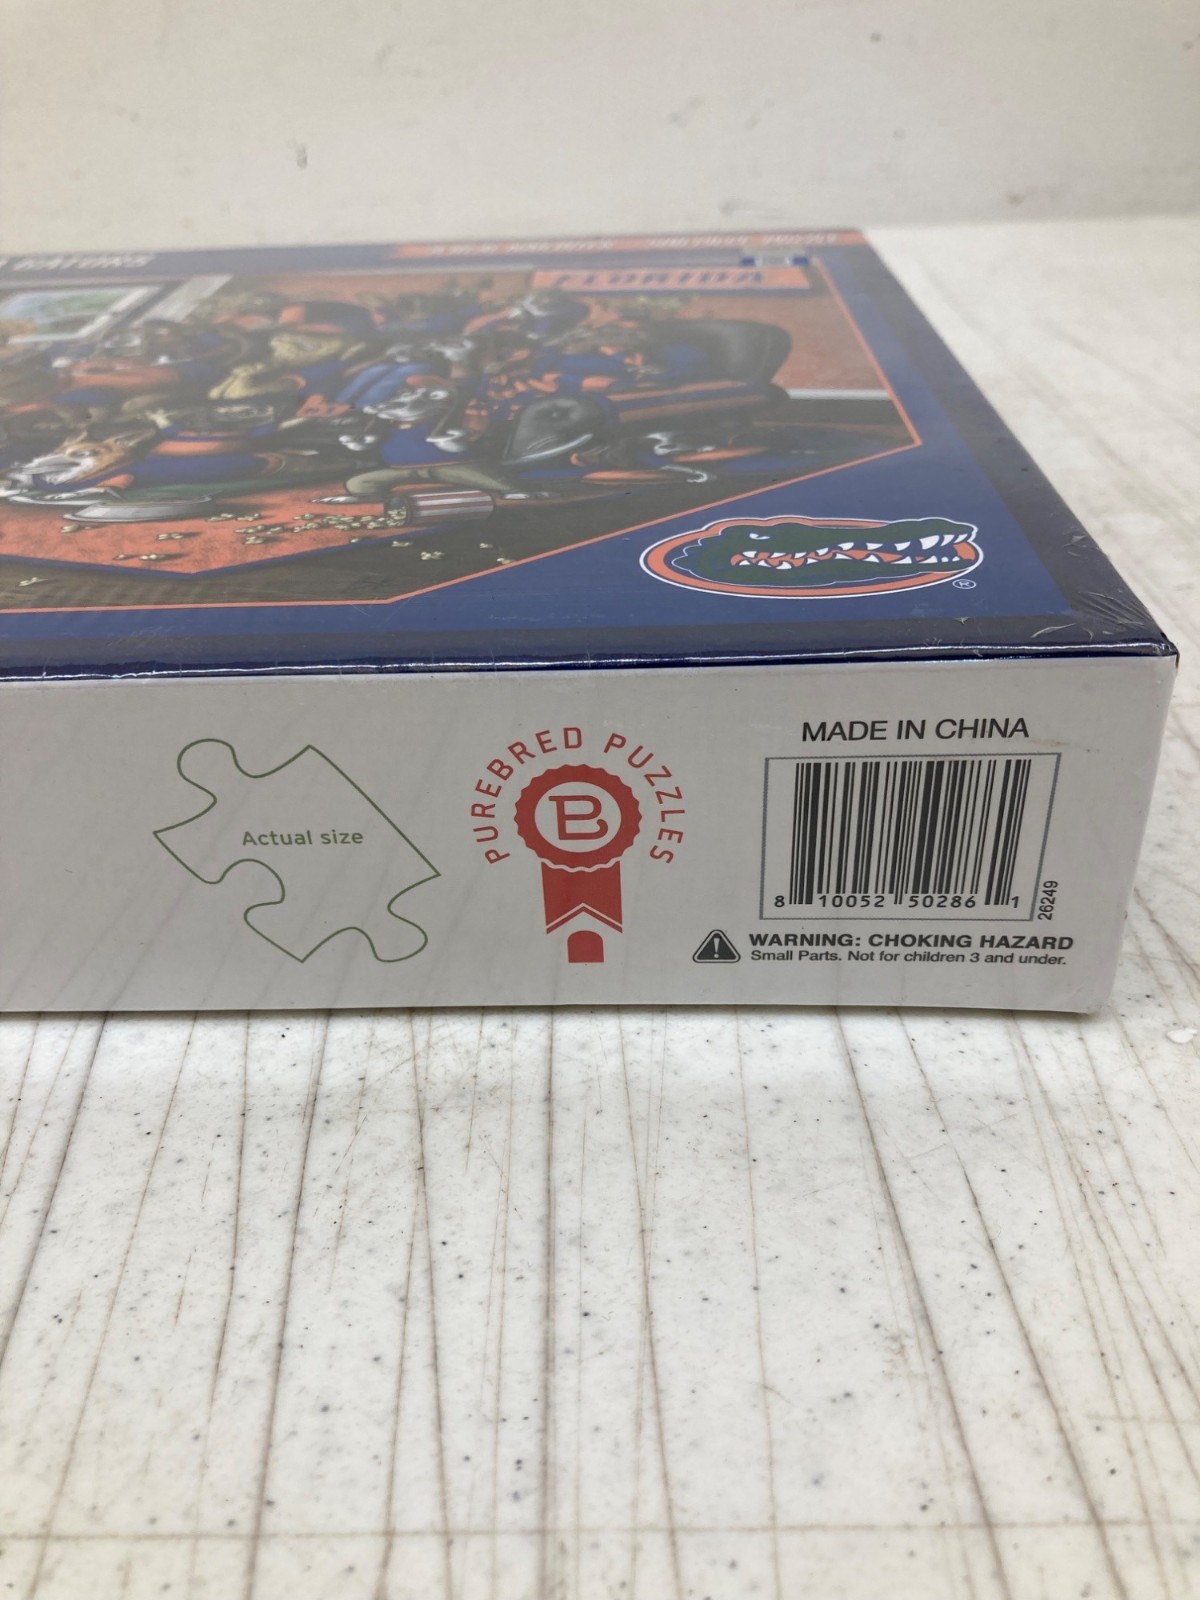 GATORS
FLORIDA
®
Actual size
PUREBRED PUZZLES
B
MADE IN CHINA
8 10052 50286 1
26249
WARNING: CHOKING HAZARD
Small Parts. Not for children 3 and under.